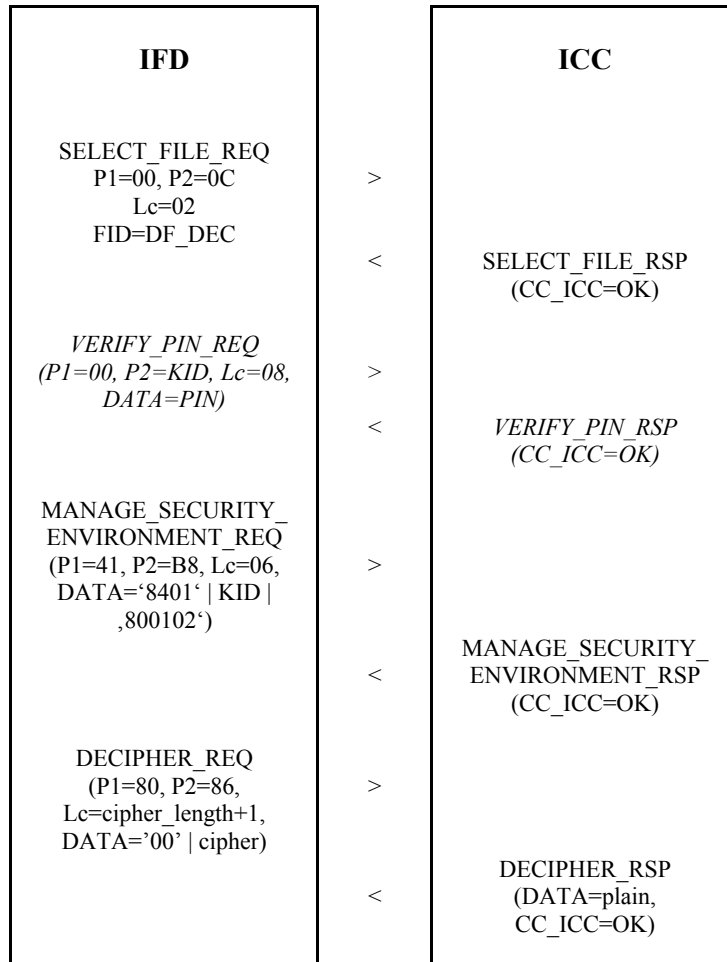 IFD
ICC
SELECT_FILE_REQ
P1=00, P2=0C
>
Lc=02
FID=DF_DEC
<
SELECT_FILE_RSP
(CC_ICC=OK)
VERIFY_PIN_REQ
(P1=00, P2=KID, Lc=08,
>
DATA=PIN)
<
VERIFY_PIN_RSP
(CC_ICC=OK)
MANAGE_SECURITY_
ENVIRONMENT_REQ
(P1=41, P2=B8, Lc=06,
>
DATA=‘8401‘ | KID |
‚800102‘)
MANAGE_SECURITY_
<
ENVIRONMENT_RSP
(CC_ICC=OK)
DECIPHER_REQ
(P1=80, P2=86,
>
Lc=cipher_length+1,
DATA=’00’ | cipher)
DECIPHER_RSP
<
(DATA=plain,
CC_ICC=OK)